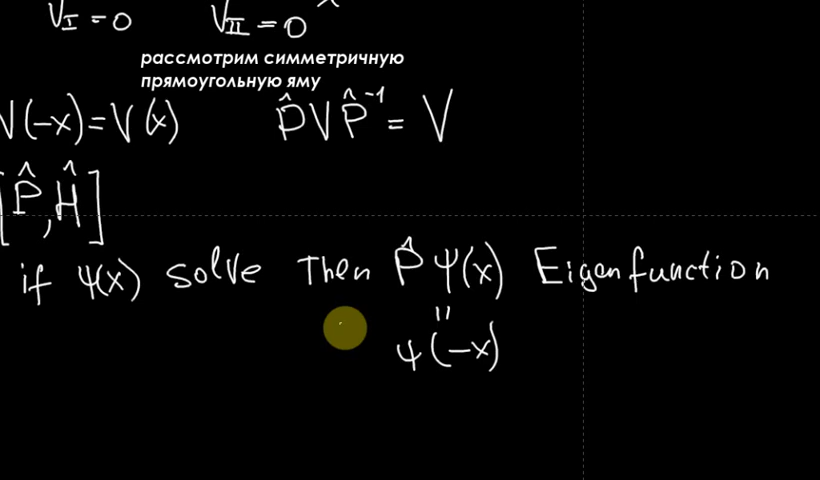 V_I = 0 V_II = 0 x
рассмотрим симметричную
прямоугольную яму
V(-x) = V(x) P̂ V P̂⁻¹ = V
[P̂, Ĥ]
if ψ(x) solve Then P̂ ψ(x) Eigenfunction
"
ψ(-x)